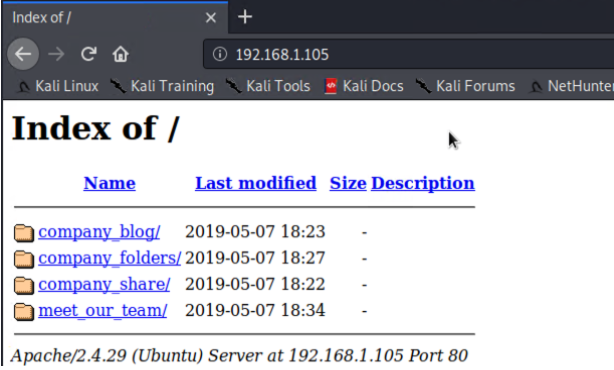 Index of /
192.168.1.105
Kali Linux Kali Training Kali Tools Kali Docs Kali Forums NetHunter
Index of /
Name Last modified Size Description
company_blog/ 2019-05-07 18:23 -
company_folders/ 2019-05-07 18:27 -
company_share/ 2019-05-07 18:22 -
meet_our_team/ 2019-05-07 18:34 -
Apache/2.4.29 (Ubuntu) Server at 192.168.1.105 Port 80